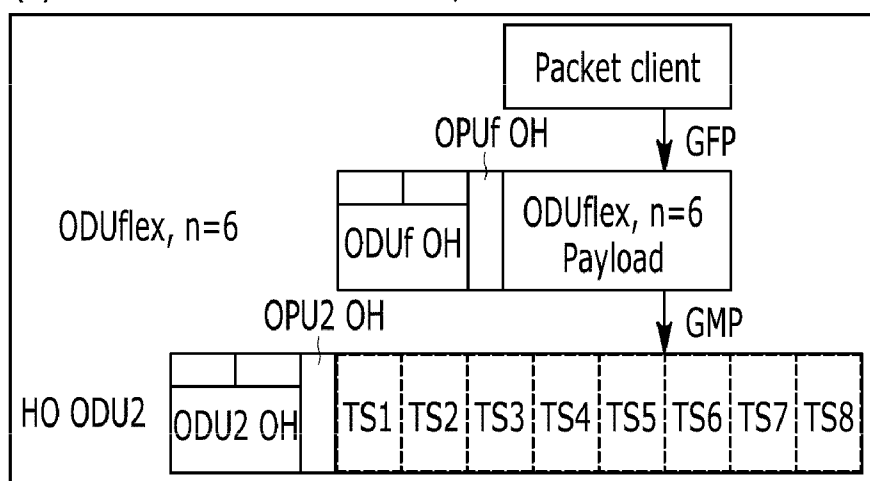 Packet client
OPUf OH
GFP
ODUflex, n=6
ODUf OH
ODUflex, n=6
Payload
OPU2 OH
GMP
HO ODU2
ODU2 OH
TS1 TS2 TS3 TS4 TS5 TS6 TS7 TS8